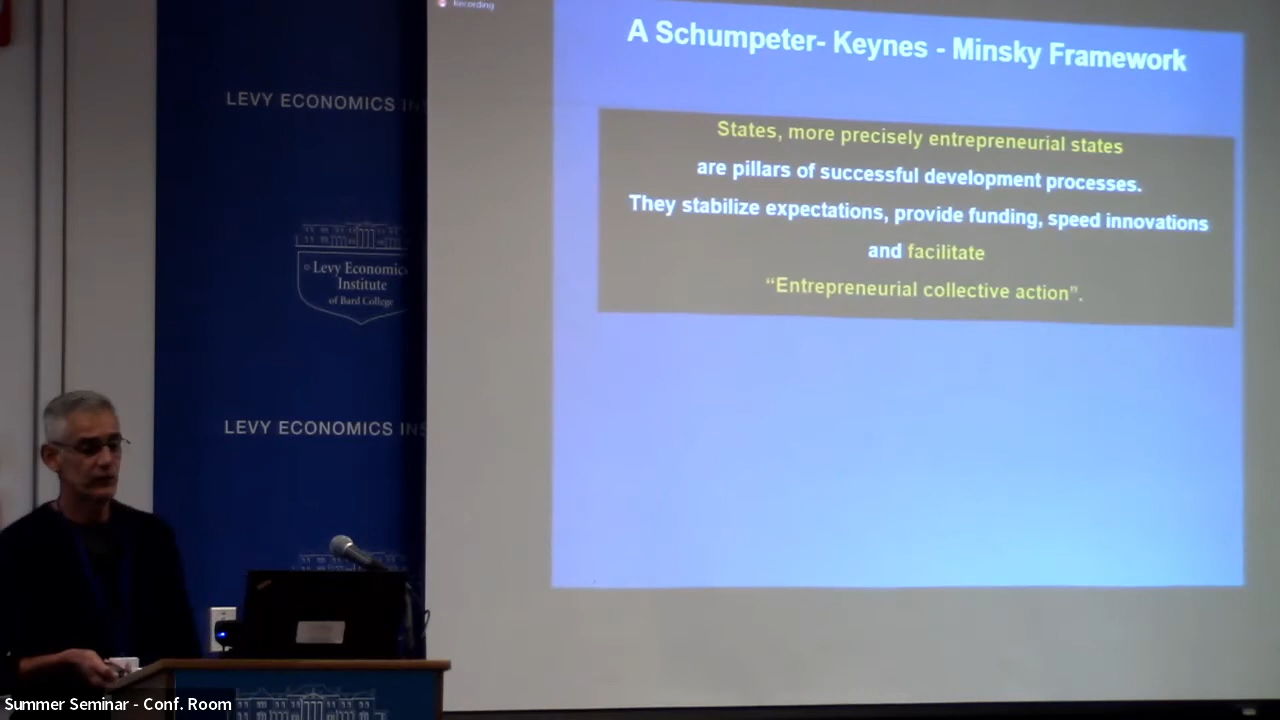 Recording
A Schumpeter- Keynes - Minsky Framework
States, more precisely entrepreneurial states
are pillars of successful development processes.
They stabilize expectations, provide funding, speed innovations
and facilitate
“Entrepreneurial collective action”.
LEVY ECONOMICS IN
Levy Economics
Institute
of Bard College
LEVY ECONOMICS INS
Summer Seminar - Conf. Room